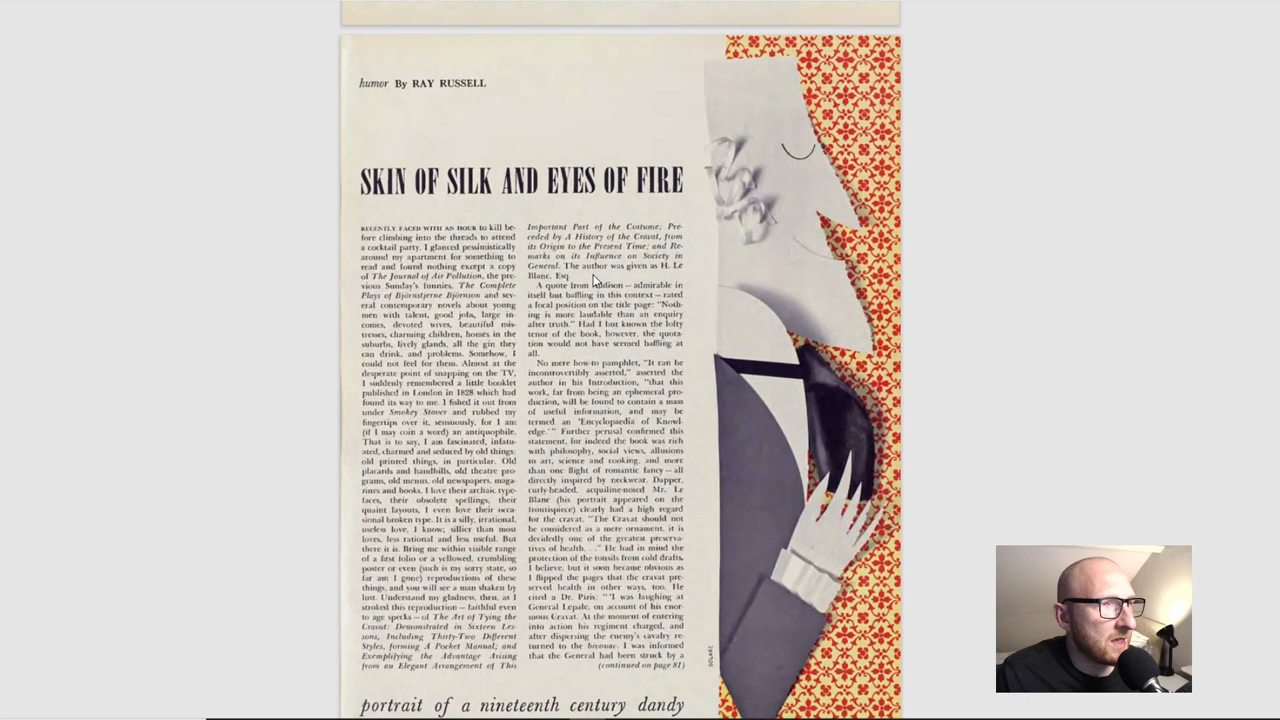 humor By RAY RUSSELL
SKIN OF SILK AND EYES OF FIRE
RECENTLY FACED WITH AN HOUR to kill be-
fore climbing into the threads to attend
a cocktail party, I glanced pessimistically
around my apartment for something to
read and found nothing except a copy
of The Journal of Air Pollution, the pre-
vious Sunday's funnies, The Complete
Plays of Björnstjerne Björnson and sev-
eral contemporary novels about young
men with talent, good jobs, large in-
comes, devoted wives, beautiful mis-
tresses, charming children, homes in the
suburbs, lively glands, all the gin they
can drink, and problems. Somehow, I
could not feel for them. Almost at the
desperate point of snapping on the TV,
I suddenly remembered a little booklet
published in London in 1828 which had
found its way to me. I fished it out from
under Smokey Stover and rubbed my
fingertips over it, sensuously, for I am
(if I may coin a word) an antiquophile.
That is to say, I am fascinated, infatu-
ated, charmed and seduced by old things:
old printed things, in particular. Old
placards and handbills, old theatre pro-
grams, old menus, old newspapers, maga-
zines and books. I love their archaic type-
faces, their obsolete spellings, their
quaint layouts, I even love their occa-
sional broken type. It is a silly, irrational,
useless love, I know; sillier than most
loves, less rational and less useful. But
there it is. Bring me within visible range
of a first folio or a yellowed, crumbling
poster or even (such is my sorry state, so
far am I gone) reproductions of these
things, and you will see a man shaken by
lust. Understand my gladness, then, as I
stroked this reproduction — faithful even
to age specks — of The Art of Tying the
Cravat: Demonstrated in Sixteen Les-
sons, Including Thirty-Two Different
Styles, forming A Pocket Manual; and
Exemplifying the Advantage Arising
from an Elegant Arrangement of This
Important Part of the Costume; Pre-
ceded by A History of the Cravat, from
its Origin to the Present Time; and Re-
marks on its Influence on Society in
General. The author was given as H. Le
Blanc, Esq.
A quote from Addison — admirable in
itself but baffling in this context — rated
a focal position on the title page: "Noth-
ing is more laudable than an enquiry
after truth." Had I but known the lofty
tenor of the book, however, the quota-
tion would not have seemed baffling at
all.
No mere how-to pamphlet, "It can be
incontrovertibly asserted," asserted the
author in his Introduction, "that this
work, far from being an ephemeral pro-
duction, will be found to contain a mass
of useful information, and may be
termed an 'Encyclopaedia of Knowl-
edge.'" Further perusal confirmed this
statement, for indeed the book was rich
with philosophy, social views, allusions
to art, science and cooking, and more
than one flight of romantic fancy — all
directly inspired by neckwear. Dapper,
curly-headed, acquiline-nosed Mr. Le
Blanc (his portrait appeared on the
frontispiece) clearly had a high regard
for the cravat. "The Cravat should not
be considered as a mere ornament, it is
decidedly one of the greatest preserva-
tives of health. . ." He had in mind the
protection of the tonsils from cold drafts,
I believe, but it soon became obvious as
I flipped the pages that the cravat pre-
served health in other ways, too. He
cited a Dr. Pizis: "'I was laughing at
General Lepale, on account of his enor-
mous Cravat. At the moment of entering
into action his regiment charged, and
after dispersing the enemy's cavalry re-
turned to the bivouac. I was informed
that the General had been struck by a
(continued on page 81)
SOLARI
portrait of a nineteenth century dandy